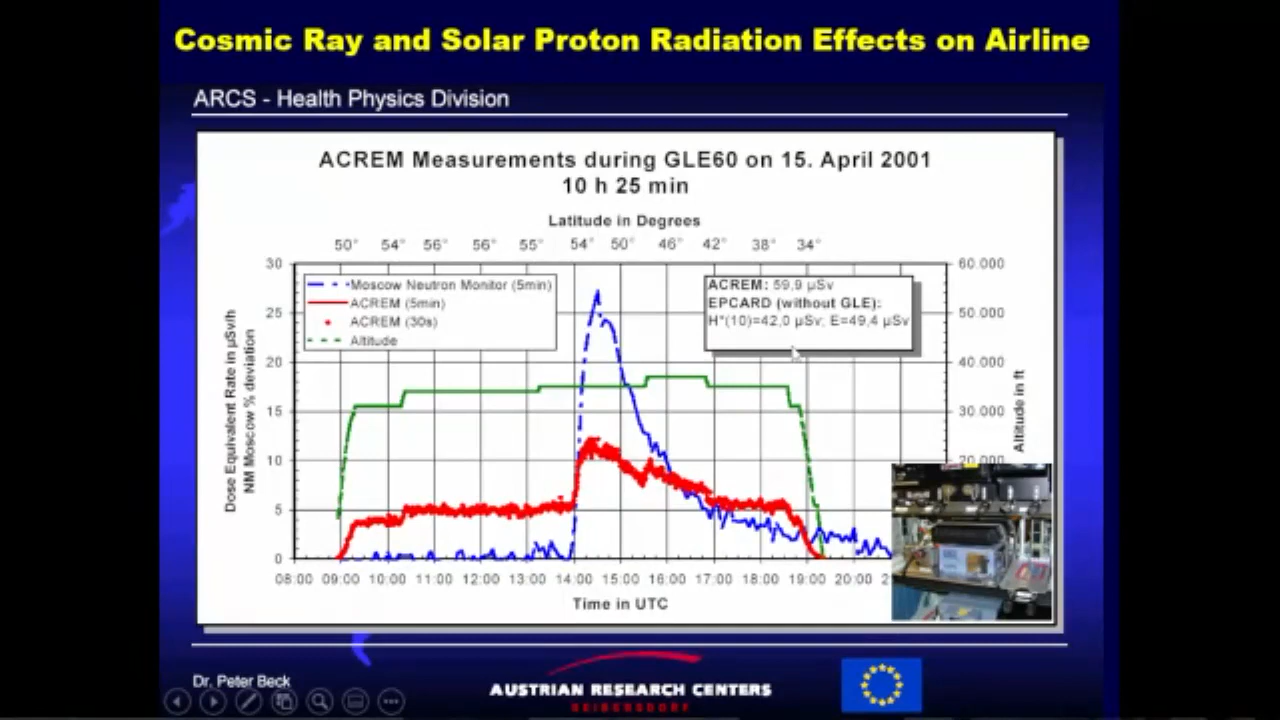 Cosmic Ray and Solar Proton Radiation Effects on Airline
ARCS - Health Physics Division
ACREM Measurements during GLE60 on 15. April 2001
10 h 25 min
Latitude in Degrees
50° 54° 56° 56° 55° 54° 50° 46° 42° 38° 34°
30
25
20
15
10
5
0
Dose Equivalent Rate in µSv/h
NM Moscow % deviation
Moscow Neutron Monitor (5min)
ACREM (5min)
ACREM (30s)
Altitude
ACREM: 59,9 µSv
EPCARD (without GLE):
H*(10)=42,0 µSv; E=49,4 µSv
60.000
50.000
40.000
30.000
20.000
Altitude in ft
08:00 09:00 10:00 11:00 12:00 13:00 14:00 15:00 16:00 17:00 18:00 19:00 20:00
Time in UTC
Dr. Peter Beck
AUSTRIAN RESEARCH CENTERS
SEIBERSDORF